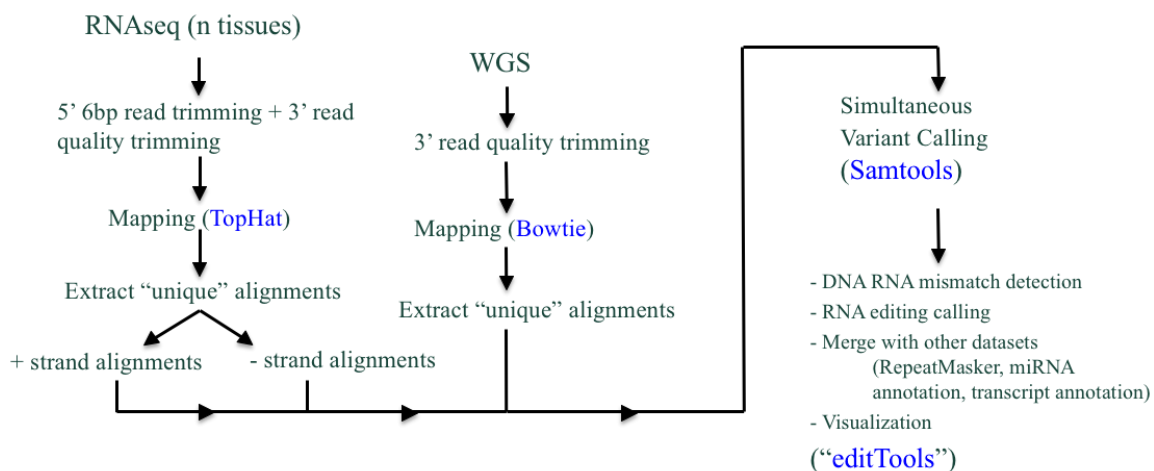 RNAseq (n tissues)
5’ 6bp read trimming + 3’ read
quality trimming
Mapping (TopHat)
Extract “unique” alignments
+ strand alignments
- strand alignments
WGS
3’ read quality trimming
Mapping (Bowtie)
Extract “unique” alignments
Simultaneous
Variant Calling
(Samtools)
- DNA RNA mismatch detection
- RNA editing calling
- Merge with other datasets
(RepeatMasker, miRNA
annotation, transcript annotation)
- Visualization
(“editTools”)